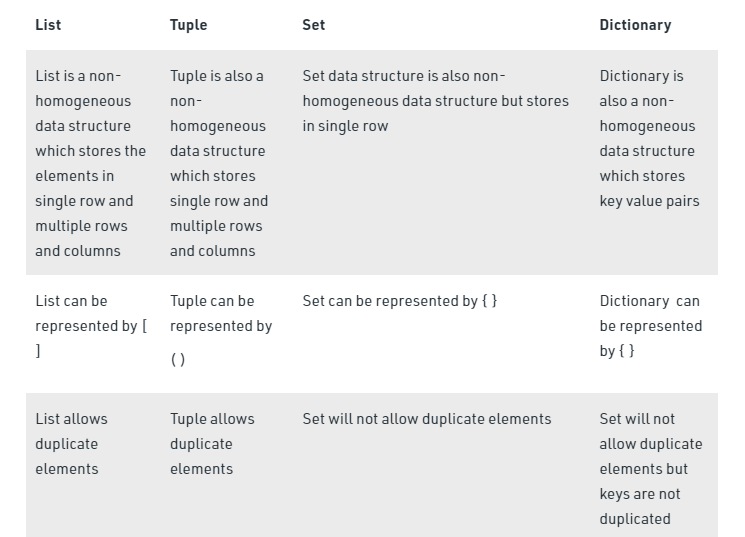 List Tuple Set Dictionary
List is a non-
homogeneous
data structure
which stores the
elements in
single row and
multiple rows
and columns
Tuple is also a
non-
homogeneous
data structure
which stores
single row and
multiple rows
and columns
Set data structure is also non-
homogeneous data structure but stores
in single row
Dictionary is
also a non-
homogeneous
data structure
which stores
key value pairs
List can be
represented by [
]
Tuple can be
represented by
( )
Set can be represented by { }
Dictionary can
be represented
by { }
List allows
duplicate
elements
Tuple allows
duplicate
elements
Set will not allow duplicate elements
Set will not
allow duplicate
elements but
keys are not
duplicated